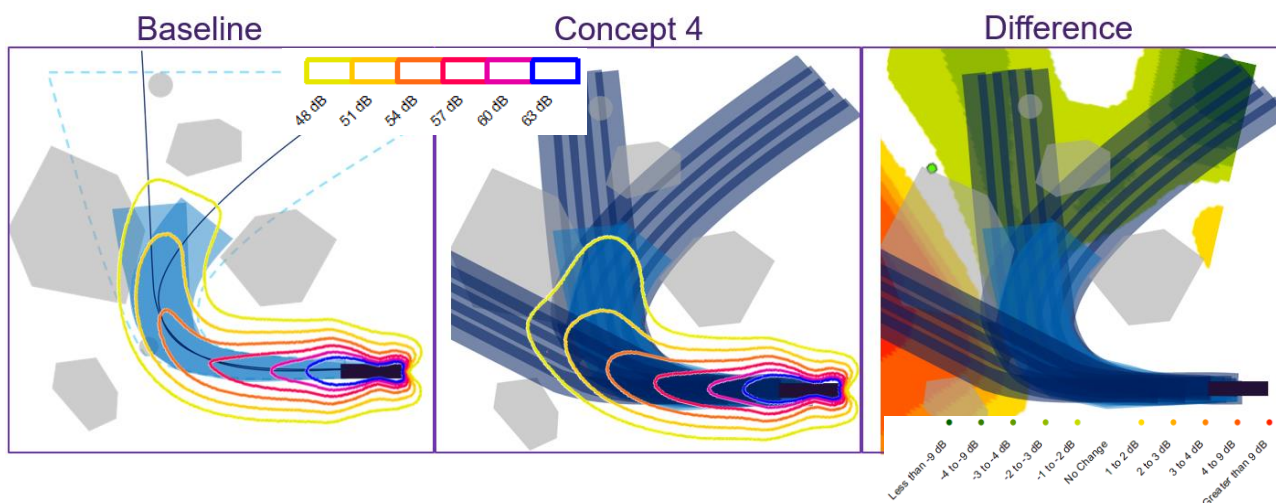 Baseline
Concept 4
Difference
48 dB
51 dB
54 dB
57 dB
60 dB
63 dB
Less than -9 dB
-4 to -9 dB
-3 to -4 dB
-2 to -3 dB
-1 to -2 dB
No Change
1 to 2 dB
2 to 3 dB
3 to 4 dB
4 to 9 dB
Greater than 9 dB